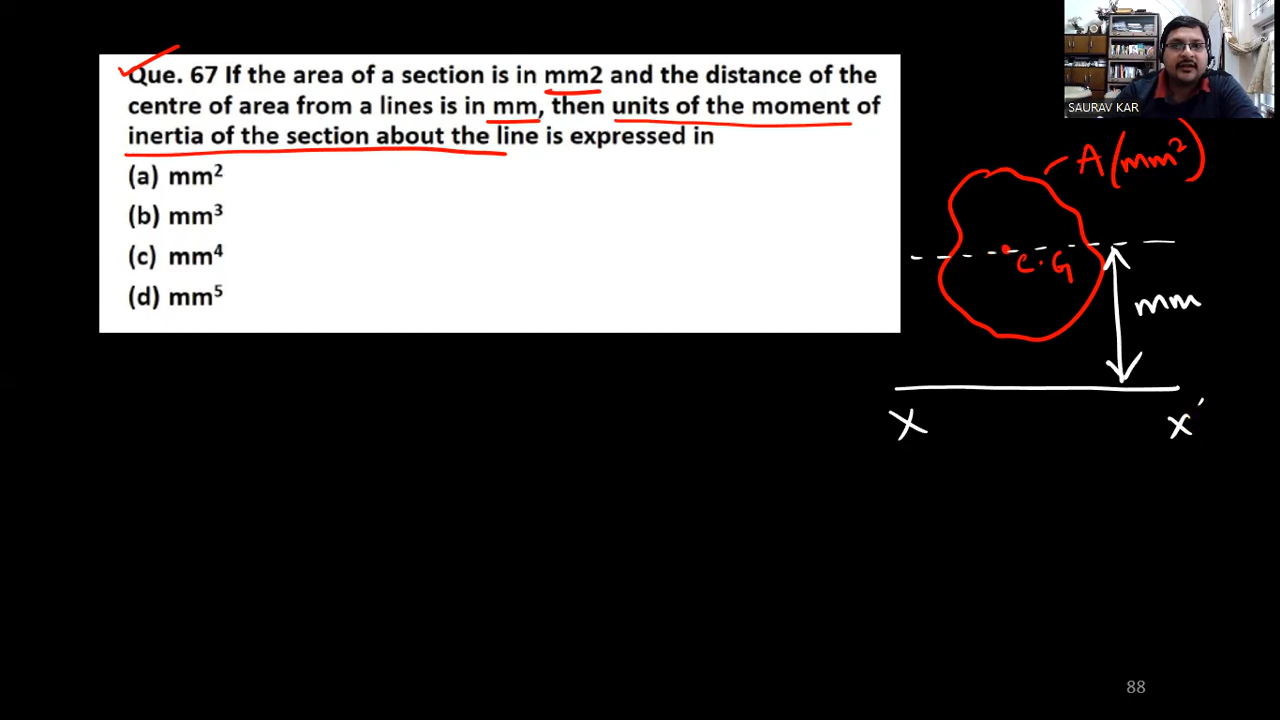 Que. 67 If the area of a section is in mm2 and the distance of the
centre of area from a lines is in mm, then units of the moment of
inertia of the section about the line is expressed in
(a) mm²
(b) mm³
(c) mm⁴
(d) mm⁵
SAURAV KAR
A (mm²)
C.G
mm
X
X'
88